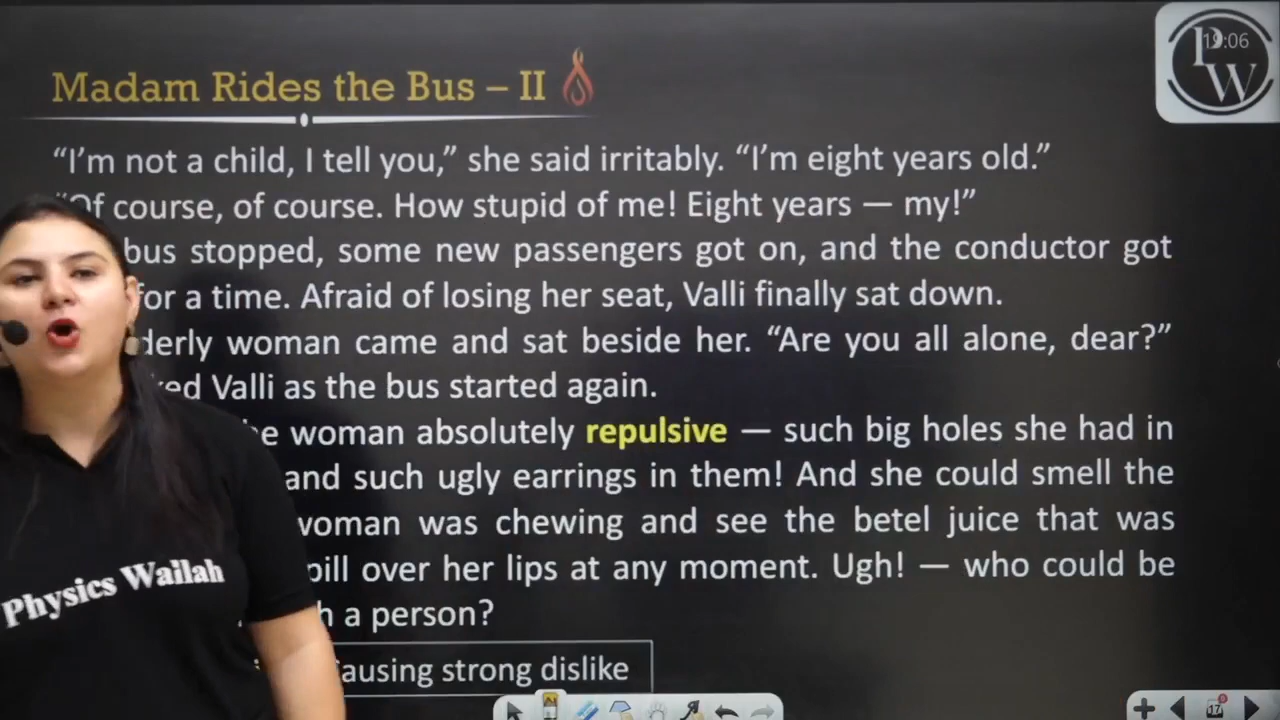 Madam Rides the Bus – II
“I’m not a child, I tell you,” she said irritably. “I’m eight years old.”
“Of course, of course. How stupid of me! Eight years — my!”
bus stopped, some new passengers got on, and the conductor got
for a time. Afraid of losing her seat, Valli finally sat down.
derly woman came and sat beside her. “Are you all alone, dear?”
ed Valli as the bus started again.
e woman absolutely repulsive — such big holes she had in
and such ugly earrings in them! And she could smell the
woman was chewing and see the betel juice that was
pill over her lips at any moment. Ugh! — who could be
h a person?
ausing strong dislike
Physics Wallah
PW
19:06
17